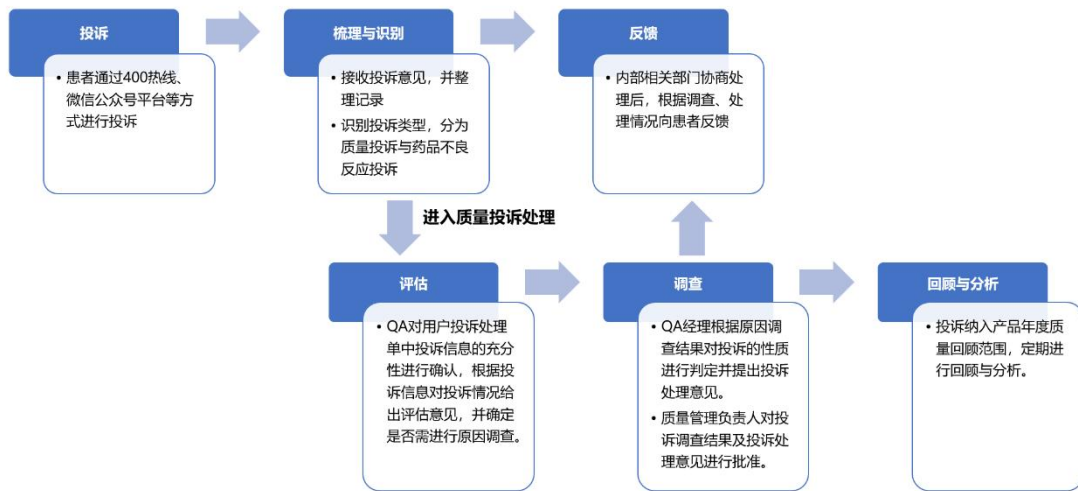 投诉
• 患者通过400热线、
微信公众号平台等方
式进行投诉
梳理与识别
• 接收投诉意见，并整
理记录
• 识别投诉类型，分为
质量投诉与药品不良
反应投诉
反馈
• 内部相关部门协商处
理后，根据调查、处
理情况向患者反馈
进入质量投诉处理
评估
• QA对用户投诉处理
单中投诉信息的充分
性进行确认，根据投
诉信息对投诉情况给
出评估意见，并确定
是否需进行原因调查。
调查
• QA经理根据原因调
查结果对投诉的性质
进行判定并提出投诉
处理意见。
• 质量管理负责人对投
诉调查结果及投诉处
理意见进行批准。
回顾与分析
• 投诉纳入产品年度质
量回顾范围，定期进
行回顾与分析。